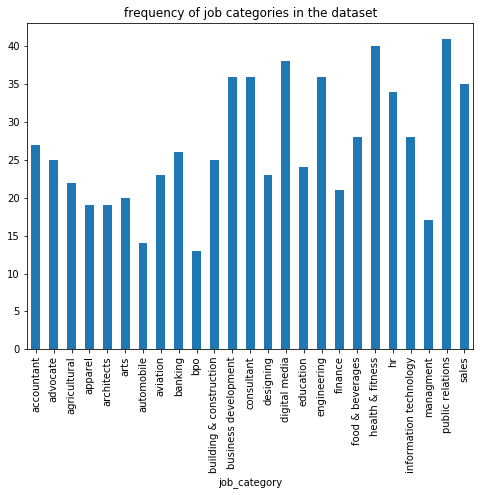 frequency of job categories in the dataset
40
35
30
25
20
15
10
5
0
accountant
advocate
agricultural
apparel
architects
arts
automobile
aviation
banking
bpo
building & construction
business development
consultant
designing
digital media
education
engineering
finance
food & beverages
health & fitness
hr
information technology
managment
public relations
sales
job_category